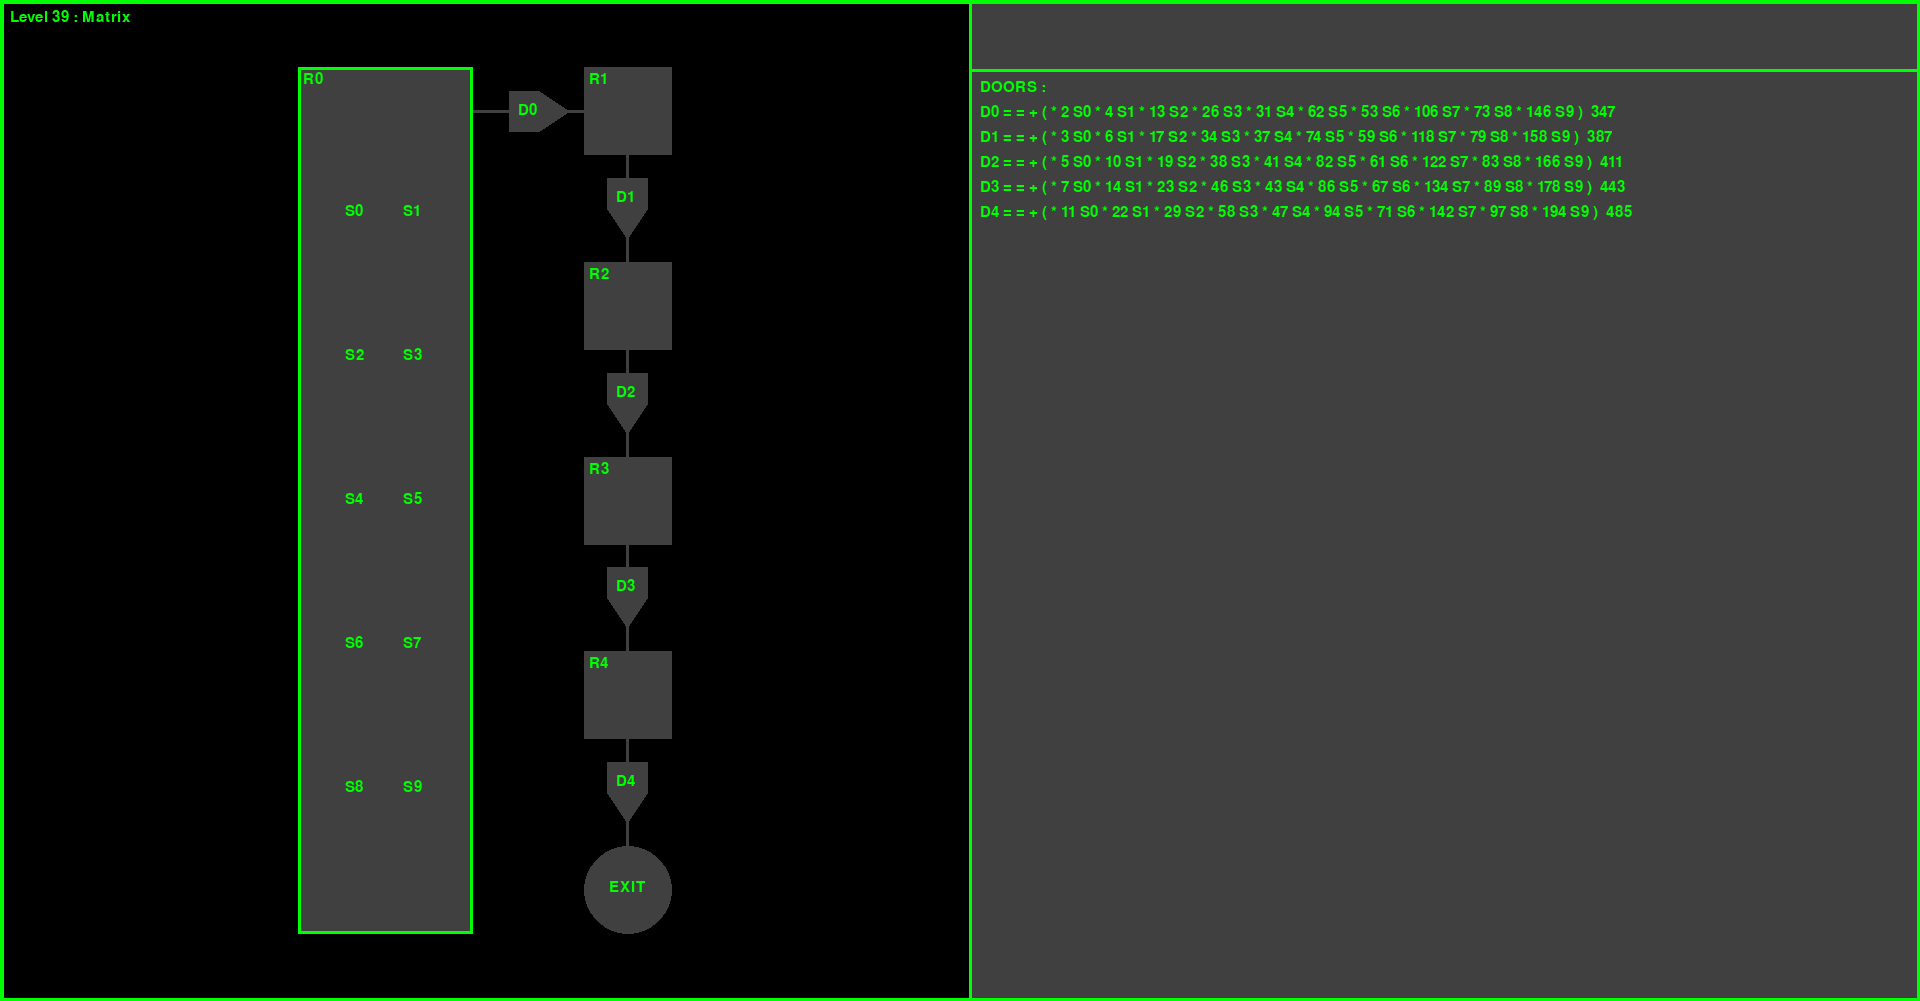 Level 39 : Matrix
R0
S0 S1
S2 S3
S4 S5
S6 S7
S8 S9
D0
R1
D1
R2
D2
R3
D3
R4
D4
EXIT
DOORS :
D0 = = + ( * 2 S0 * 4 S1 * 13 S2 * 26 S3 * 31 S4 * 62 S5 * 53 S6 * 106 S7 * 73 S8 * 146 S9 ) 347
D1 = = + ( * 3 S0 * 6 S1 * 17 S2 * 34 S3 * 37 S4 * 74 S5 * 59 S6 * 118 S7 * 79 S8 * 158 S9 ) 387
D2 = = + ( * 5 S0 * 10 S1 * 19 S2 * 38 S3 * 41 S4 * 82 S5 * 61 S6 * 122 S7 * 83 S8 * 166 S9 ) 411
D3 = = + ( * 7 S0 * 14 S1 * 23 S2 * 46 S3 * 43 S4 * 86 S5 * 67 S6 * 134 S7 * 89 S8 * 178 S9 ) 443
D4 = = + ( * 11 S0 * 22 S1 * 29 S2 * 58 S3 * 47 S4 * 94 S5 * 71 S6 * 142 S7 * 97 S8 * 194 S9 ) 485